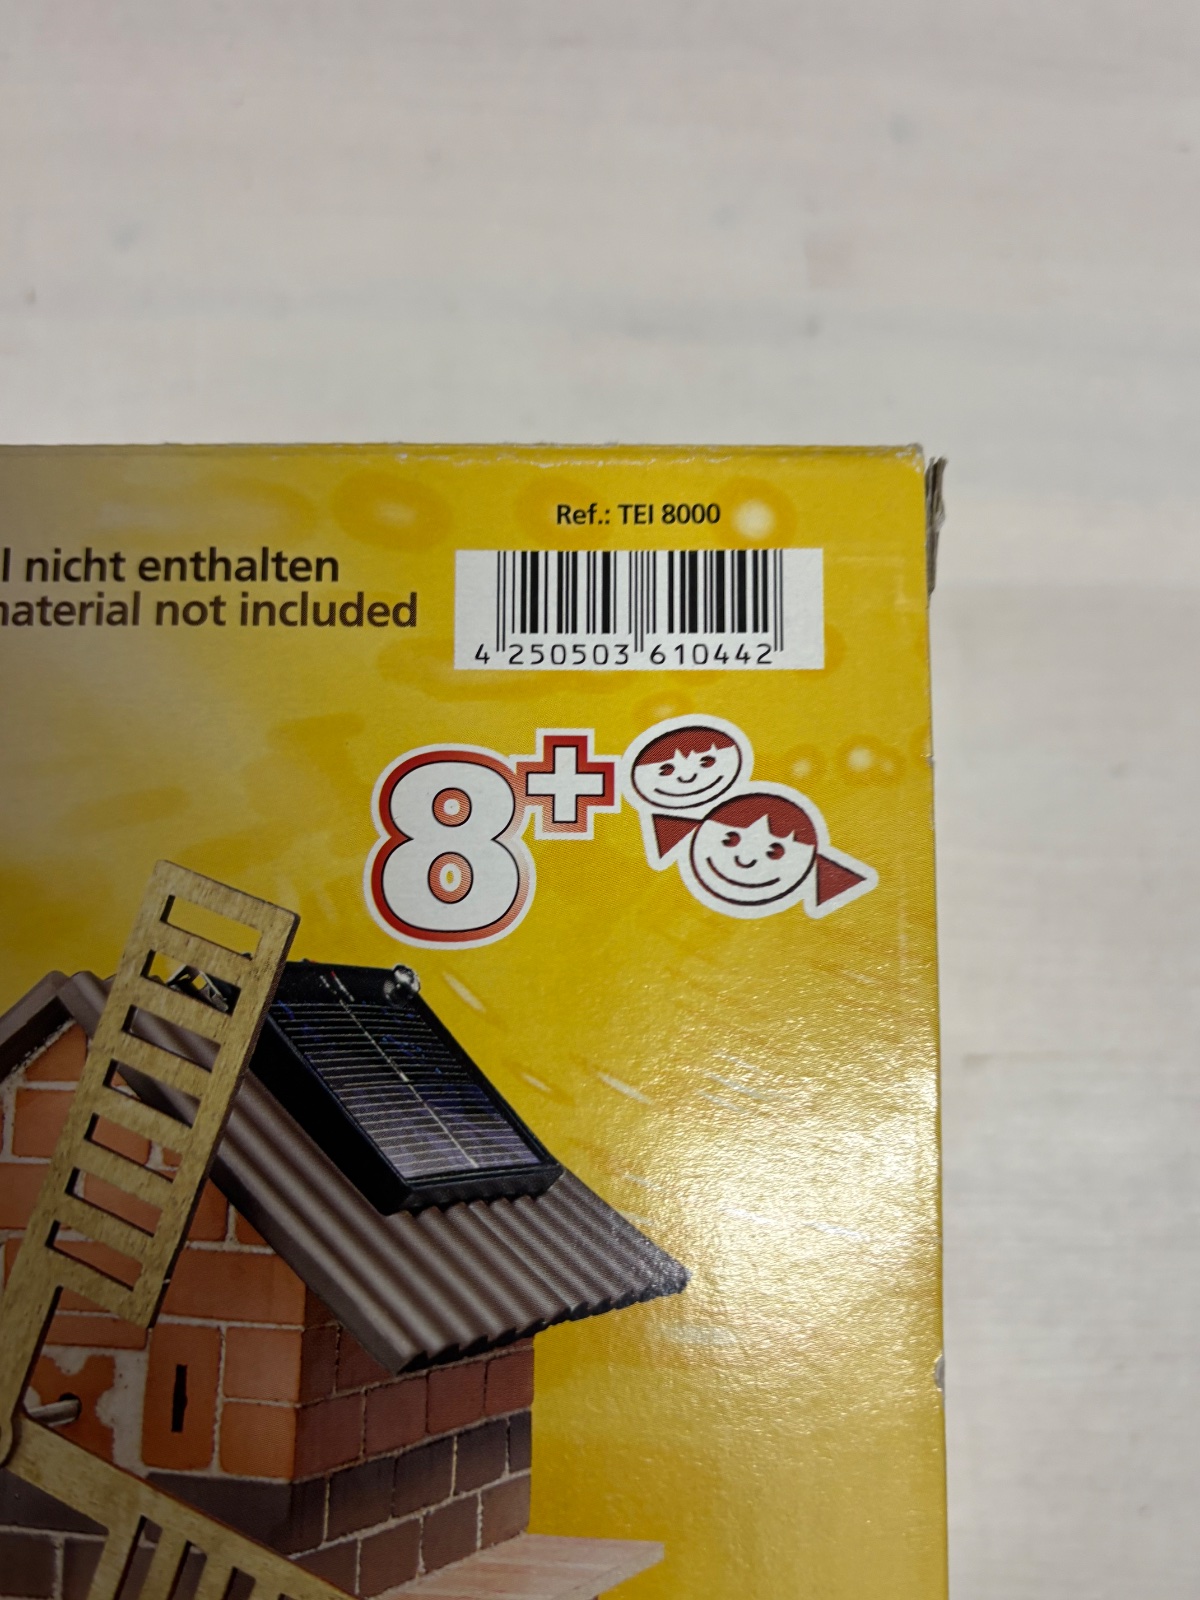 Ref.: TEI 8000
l nicht enthalten
material not included
4 250503 610442
8+